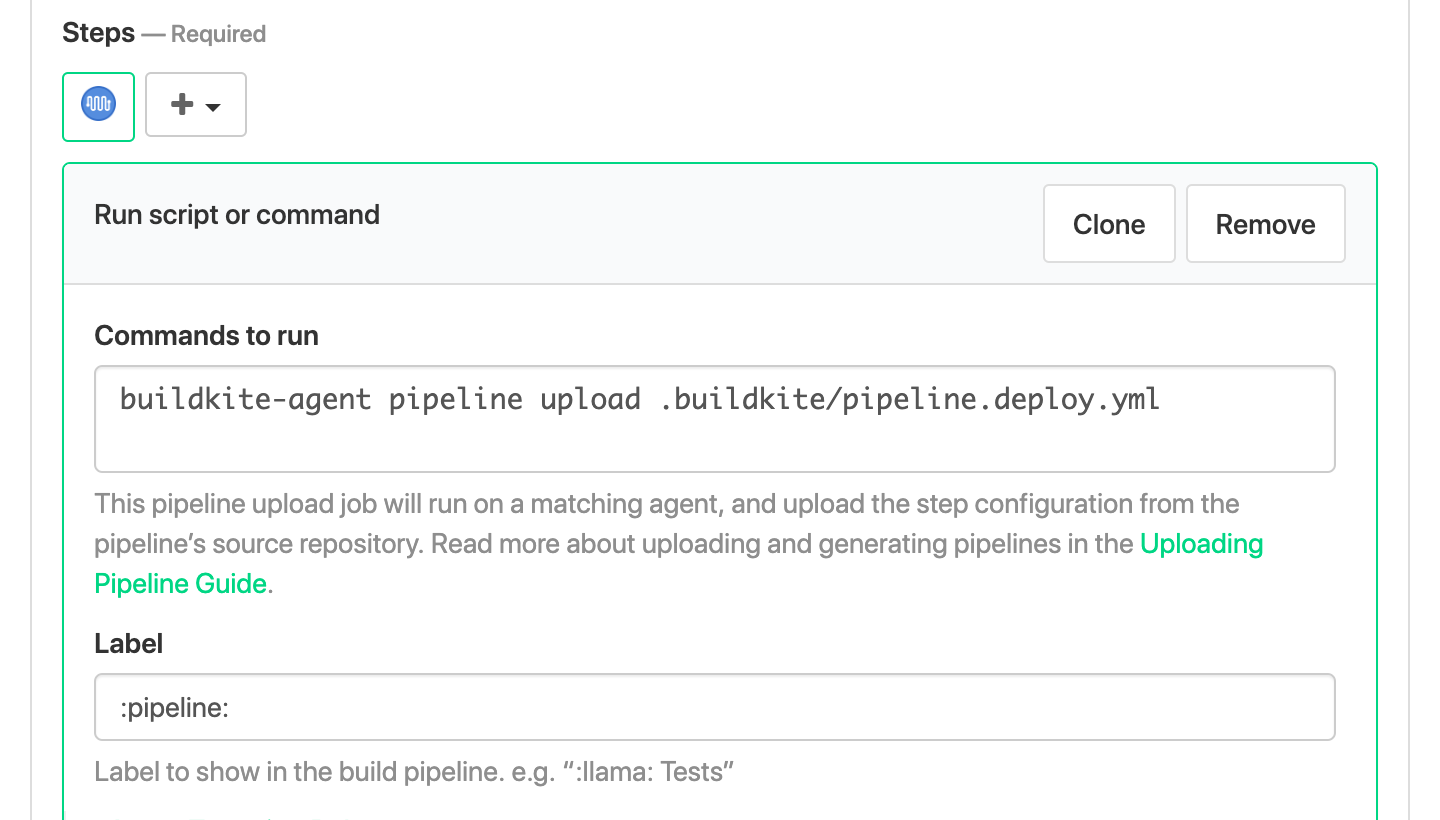 Steps — Required
Run script or command
Clone
Remove
Commands to run
buildkite-agent pipeline upload .buildkite/pipeline.deploy.yml
This pipeline upload job will run on a matching agent, and upload the step configuration from the
pipeline’s source repository. Read more about uploading and generating pipelines in the Uploading
Pipeline Guide.
Label
:pipeline:
Label to show in the build pipeline. e.g. “:llama: Tests”